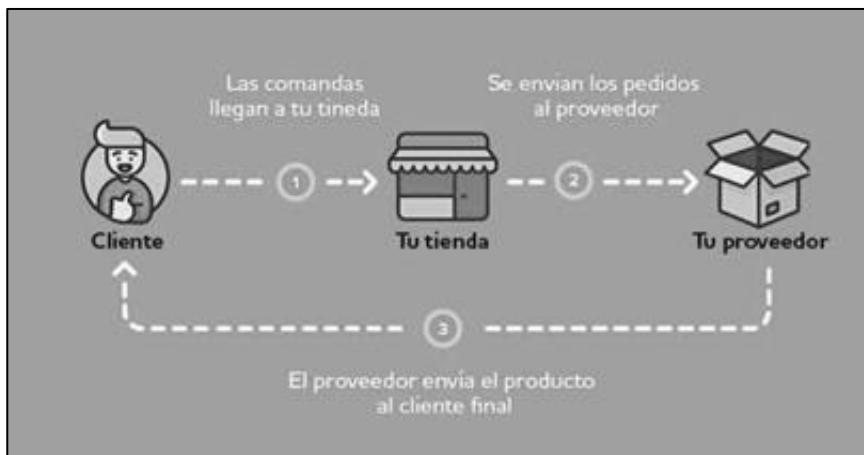 Las comandas
llegan a tu tineda
Se envian los pedidos
al proveedor
1
2
Cliente
Tu tienda
Tu proveedor
3
El proveedor envía el producto
al cliente final